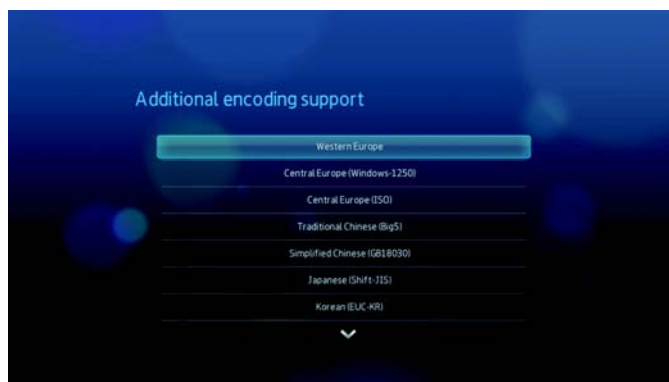 Additional encoding support
Western Europe
Central Europe (Windows-1250)
Central Europe (ISO)
Traditional Chinese (Big5)
Simplified Chinese (GB18030)
Japanese (Shift-JIS)
Korean (EUC-KR)